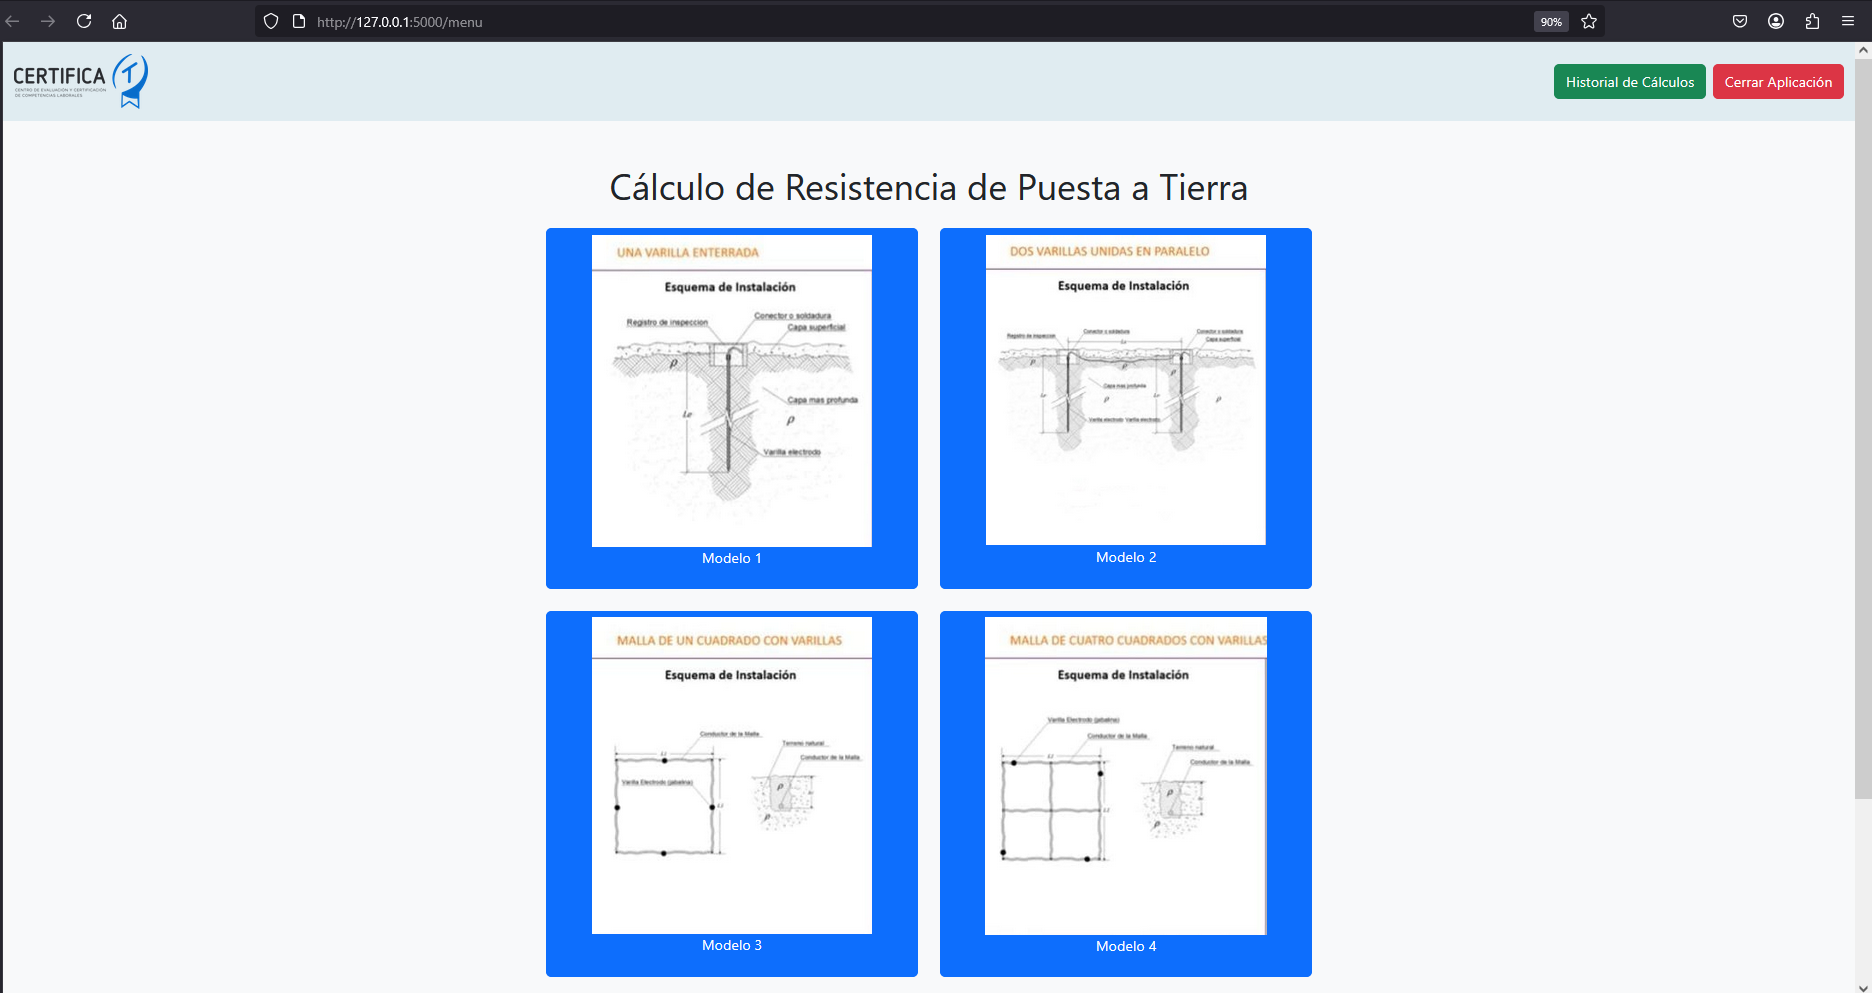 http://127.0.0.1:5000/menu
90%
CERTIFICA T
CENTRO DE EVALUACIÓN Y CERTIFICACIÓN
DE COMPETENCIAS LABORALES
Historial de Cálculos
Cerrar Aplicación
Cálculo de Resistencia de Puesta a Tierra
UNA VARILLA ENTERRADA
Esquema de Instalación
Registro de inspeccion
Conector o soldadura
Capa superficial
ρ
Le
Capa mas profunda
ρ
Varilla electrodo
Modelo 1
DOS VARILLAS UNIDAS EN PARALELO
Esquema de Instalación
Registro de inspeccion
Conector o soldadura
Conector o soldadura
Capa superficial
Le
ρ
ρ
ρ
Capa mas profunda
Le
ρ
Le
ρ
Varilla electrodo
Varilla electrodo
Modelo 2
MALLA DE UN CUADRADO CON VARILLAS
Esquema de Instalación
Conductor de la Malla
L1
Terreno natural
Conductor de la Malla
Varilla Electrodo (jabalina)
ρ
L1
ρ
Modelo 3
MALLA DE CUATRO CUADRADOS CON VARILLAS
Esquema de Instalación
Varilla Electrodo (jabalina)
Conductor de la Malla
L1
Terreno natural
Conductor de la Malla
ρ
L1
ρ
Modelo 4